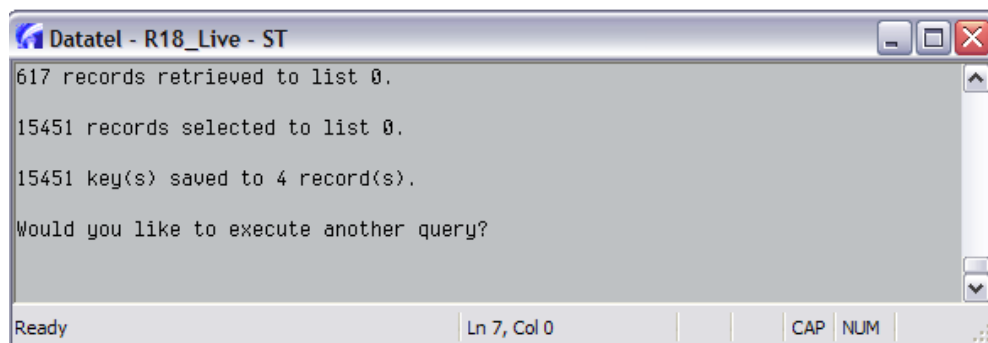 Datatel - R18_Live - ST
617 records retrieved to list 0.
15451 records selected to list 0.
15451 key(s) saved to 4 record(s).
Would you like to execute another query?
Ready Ln 7, Col 0 CAP NUM